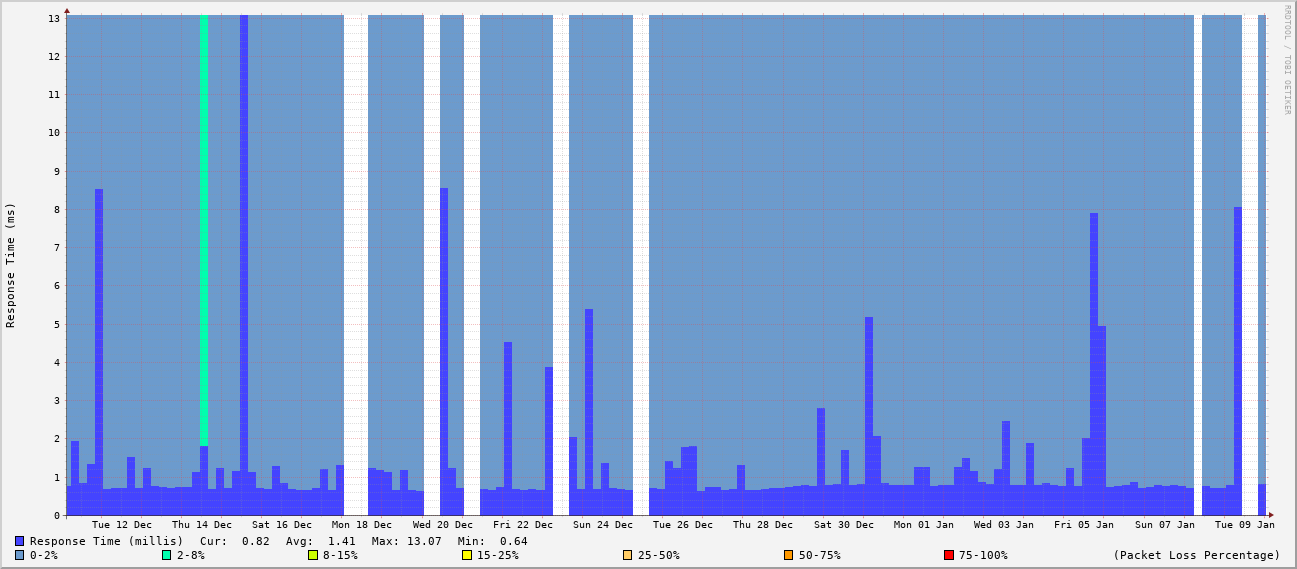 13
12
11
10
9
8
7
6
5
4
3
2
1
0
Response Time (ms)
RRDTOOL / TOBI OETIKER
Tue 12 Dec Thu 14 Dec Sat 16 Dec Mon 18 Dec Wed 20 Dec Fri 22 Dec Sun 24 Dec Tue 26 Dec Thu 28 Dec Sat 30 Dec Mon 01 Jan Wed 03 Jan Fri 05 Jan Sun 07 Jan Tue 09 Jan
Response Time (millis) Cur: 0.82 Avg: 1.41 Max: 13.07 Min: 0.64
0-2% 2-8% 8-15% 15-25% 25-50% 50-75% 75-100% (Packet Loss Percentage)